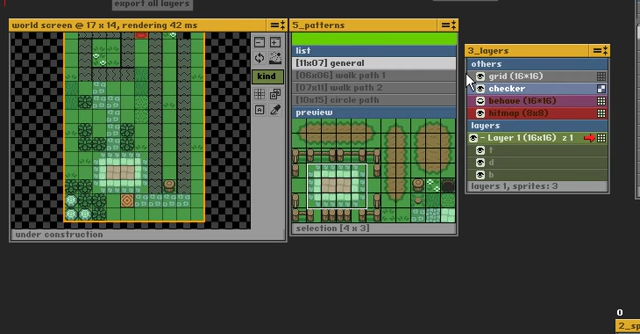 export all layers
world screen @ 17 x 14, rendering 42 ms
kind
under construction
5_patterns
list
[11x07] general
[06x06] walk path 1
[07x11] walk path 2
[10x15] circle path
preview
selection [4 x 3]
3_layers
others
grid (16*16)
checker
behave (16*16)
hitmap (8x8)
layers
- Layer 1 (16x16) z 1
f
d
b
layers 1, sprites: 3
0
2_sp